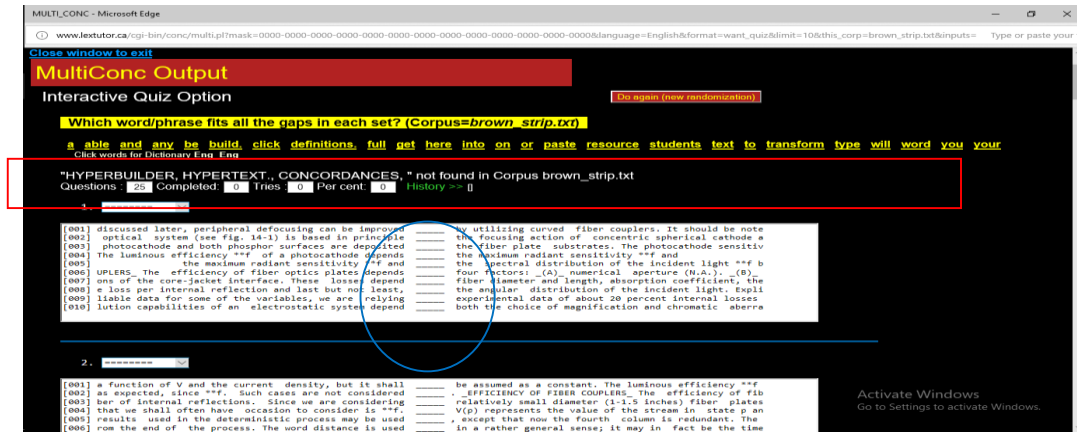 MULTI_CONC - Microsoft Edge
www.lextutor.ca/cgi-bin/conc/multi.pl?mask=0000-0000-0000-0000-0000-0000-0000-0000-0000-0000-0000-0000-0000&language=English&format=want_quiz&limit=10&this_corp=brown_strip.txt&inputs= Type or paste your
Close window to exit
MultiConc Output
Interactive Quiz Option
Do again (new randomization)
Which word/phrase fits all the gaps in each set? (Corpus=brown_strip.txt)
a able and any be build. click definitions. full get here into on or paste resource students text to transform type will word you your
Click words for Dictionary Eng_Eng
"HYPERBUILDER, HYPERTEXT., CONCORDANCES, " not found in Corpus brown_strip.txt
Questions : 25 Completed: 0 Tries : 0 Per cent: 0 History >> []
1. --------
[001] discussed later, peripheral defocusing can be improved _____ by utilizing curved fiber couplers. It should be note
[002] optical system (see fig. 14-1) is based in principle _____ the focusing action of concentric spherical cathode a
[003] photocathode and both phosphor surfaces are deposited _____ the fiber plate substrates. The photocathode sensitiv
[004] The luminous efficiency **f of a photocathode depends _____ the maximum radiant sensitivity **f and
[005] the maximum radiant sensitivity **f and _____ the spectral distribution of the incident light **f b
[006] UPLERS_ The efficiency of fiber optics plates depends _____ four factors: _(A)_ numerical aperture (N.A.). _(B)_
[007] ons of the core-jacket interface. These losses depend _____ fiber diameter and length, absorption coefficient, the
[008] e loss per internal reflection and last but not least, _____ the angular distribution of the incident light. Expli
[009] liable data for some of the variables, we are relying _____ experimental data of about 20 percent internal losses
[010] lution capabilities of an electrostatic system depend _____ both the choice of magnification and chromatic aberra
2. --------
[001] a function of V and the current density, but it shall _____ be assumed as a constant. The luminous efficiency **f
[002] as expected, since **f. Such cases are not considered _____ . _EFFICIENCY OF FIBER COUPLERS_ The efficiency of fib
[003] ber of internal reflections. Since we are considering _____ relatively small diameter (1-1.5 inches) fiber plates
[004] that we shall often have occasion to consider is **f. _____ V(p) represents the value of the stream in state p an
[005] results used in the deterministic process may be used _____ , except that now the fourth column is redundant. The
[006] rom the end of the process. The word distance is used _____ in a rather general sense; it may in fact be the time
Activate Windows
Go to Settings to activate Windows.